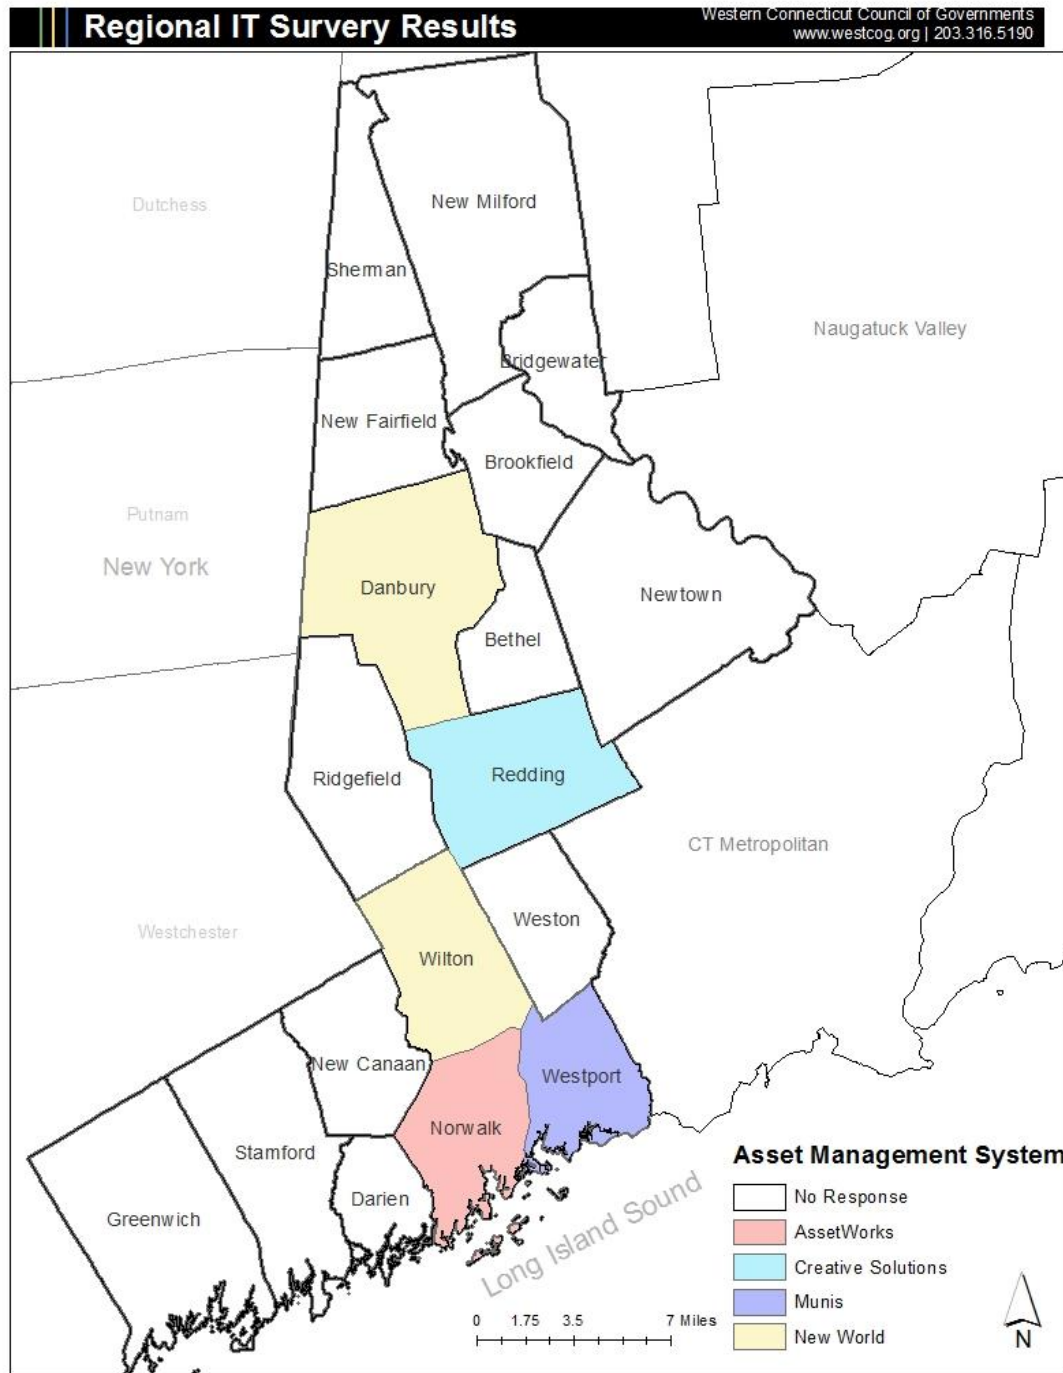 Regional IT Survery Results
Western Connecticut Council of Governments
www.westcog.org | 203.316.5190
Dutchess
New Milford
Sherman
Naugatuck Valley
Bridgewater
New Fairfield
Brookfield
Putnam
New York
Danbury
Newtown
Bethel
Ridgefield
Redding
CT Metropolitan
Westchester
Weston
Wilton
New Canaan
Westport
Norwalk
Stamford
Darien
Greenwich
Long Island Sound
Asset Management System
No Response
AssetWorks
Creative Solutions
Munis
New World
0 1.75 3.5 7 Miles
N